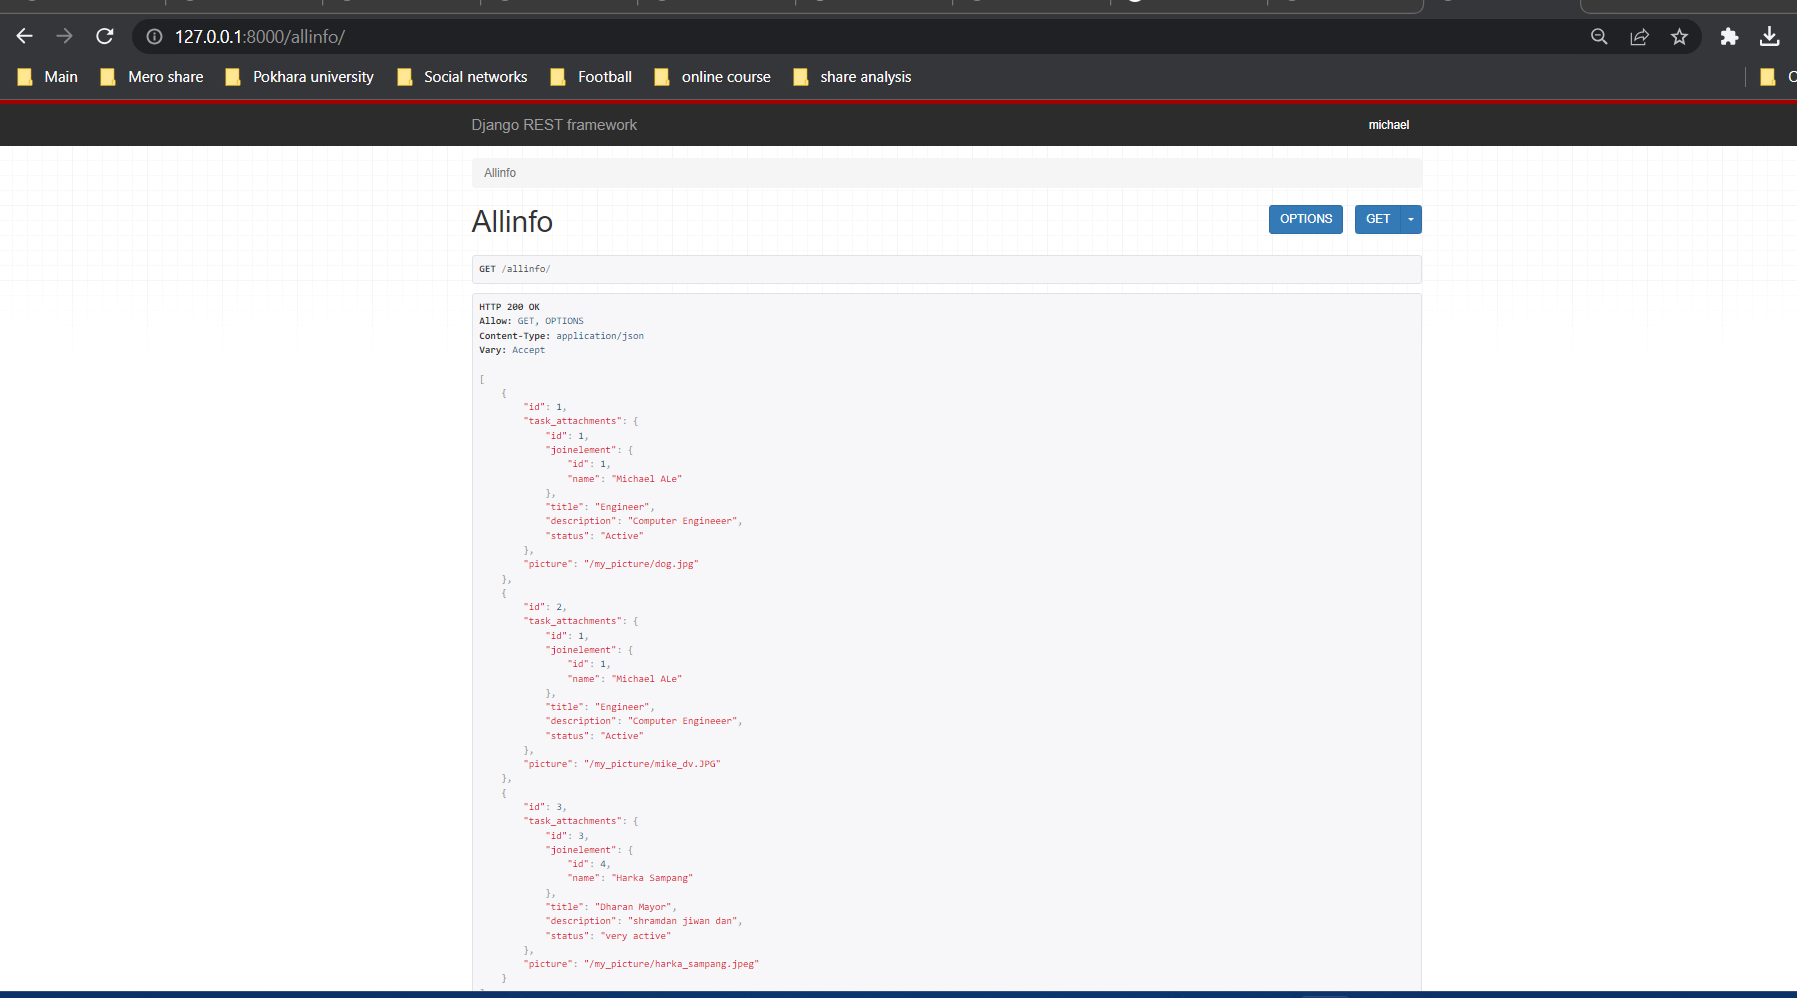 127.0.0.1:8000/allinfo/
Main Mero share Pokhara university Social networks Football online course share analysis
Django REST framework michael
Allinfo
Allinfo OPTIONS GET
GET /allinfo/
HTTP 200 OK
Allow: GET, OPTIONS
Content-Type: application/json
Vary: Accept
[
{
"id": 1,
"task_attachments": {
"id": 1,
"joinelement": {
"id": 1,
"name": "Michael ALe"
},
"title": "Engineer",
"description": "Computer Engineeer",
"status": "Active"
},
"picture": "/my_picture/dog.jpg"
},
{
"id": 2,
"task_attachments": {
"id": 1,
"joinelement": {
"id": 1,
"name": "Michael ALe"
},
"title": "Engineer",
"description": "Computer Engineeer",
"status": "Active"
},
"picture": "/my_picture/mike_dv.JPG"
},
{
"id": 3,
"task_attachments": {
"id": 3,
"joinelement": {
"id": 4,
"name": "Harka Sampang"
},
"title": "Dharan Mayor",
"description": "shramdan jiwan dan",
"status": "very active"
},
"picture": "/my_picture/harka_sampang.jpeg"
}